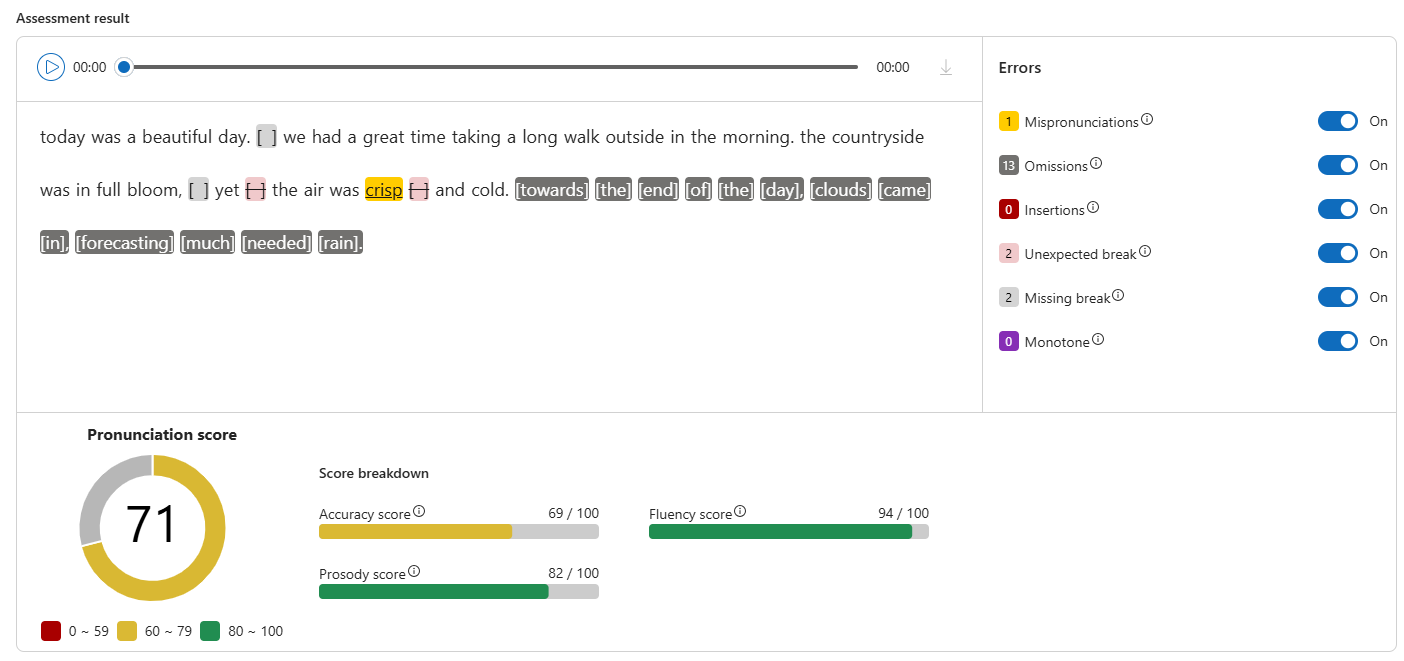 Assessment result
00:00
00:00
today was a beautiful day. [ ] we had a great time taking a long walk outside in the morning. the countryside
was in full bloom, [ ] yet [ ] the air was crisp [ ] and cold. [towards] [the] [end] [of] [the] [day], [clouds] [came]
[in], [forecasting] [much] [needed] [rain].
Errors
1 Mispronunciations On
13 Omissions On
0 Insertions On
2 Unexpected break On
2 Missing break On
0 Monotone On
Pronunciation score
71
0 ~ 59 60 ~ 79 80 ~ 100
Score breakdown
Accuracy score 69 / 100
Fluency score 94 / 100
Prosody score 82 / 100